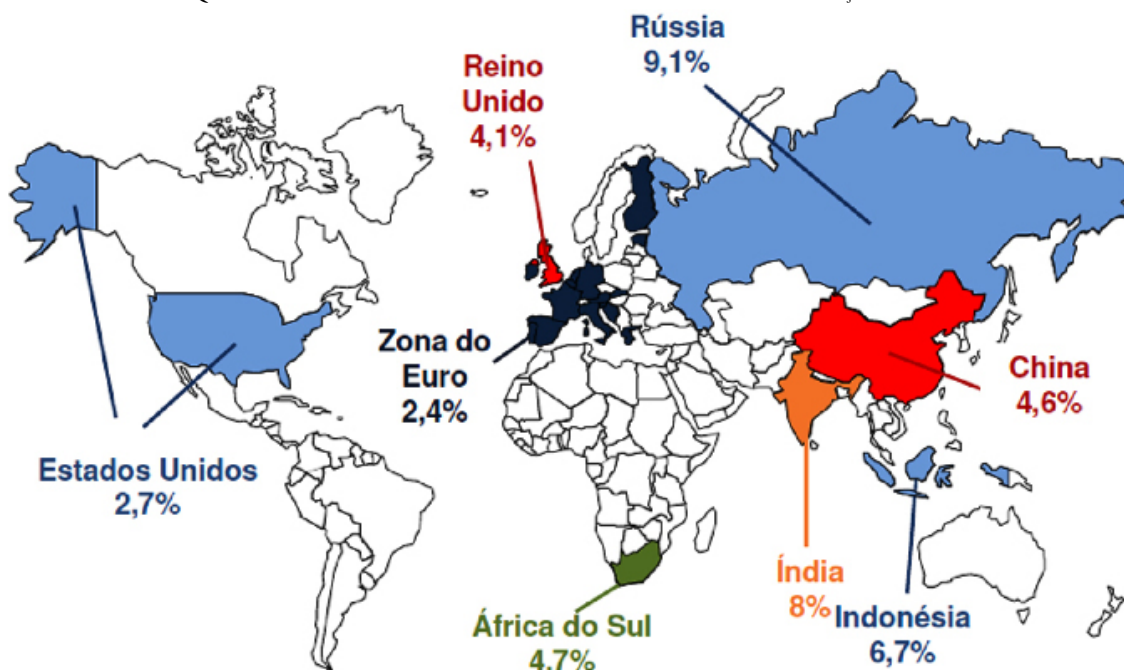 Rússia
9,1%
Reino
Unido
4,1%
Zona do
Euro
2,4%
China
4,6%
Estados Unidos
2,7%
Índia
8%
Indonésia
6,7%
África do Sul
4,7%